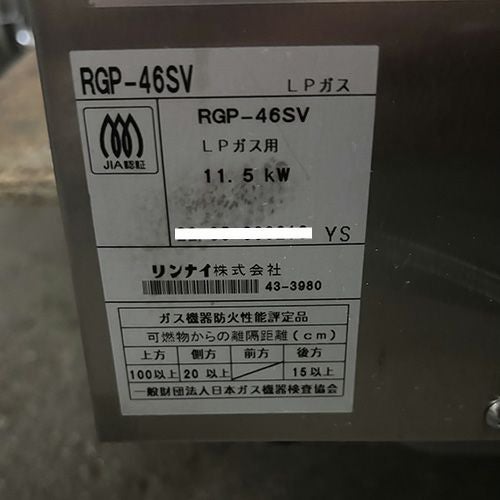 RGP-46SV LPガス
JIA認証
RGP-46SV
LPガス用
11.5 kW
YS
リンナイ株式会社
43-3980
ガス機器防火性能評定品
可燃物からの離隔距離(cm)
上方 側方 前方 後方
100以上 20以上 15以上
一般財団法人日本ガス機器検査協会